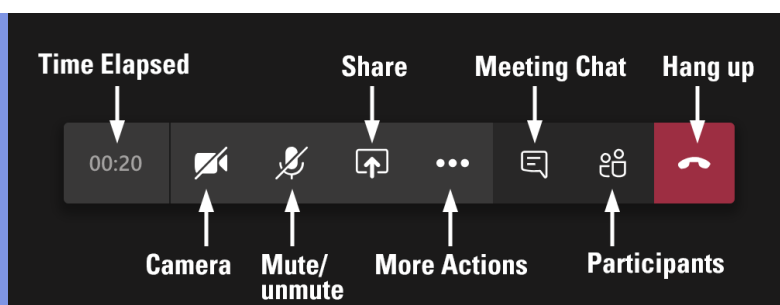 Time Elapsed
Share
Meeting Chat
Hang up
00:20
Camera
Mute/
unmute
More Actions
Participants